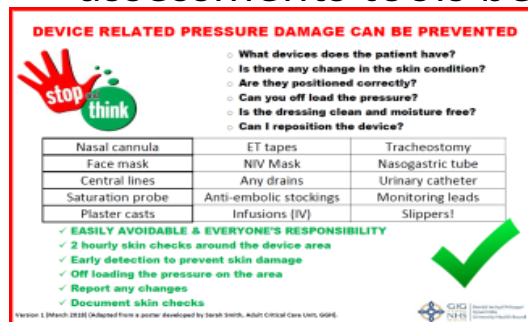 DEVICE RELATED PRESSURE DAMAGE CAN BE PREVENTED
stop
think
What devices does the patient have?
Is there any change in the skin condition?
Are they positioned correctly?
Can you off load the pressure?
Is the dressing clean and moisture free?
Can I reposition the device?
Nasal cannula ET tapes Tracheostomy
Face mask NIV Mask Nasogastric tube
Central lines Any drains Urinary catheter
Saturation probe Anti-embolic stockings Monitoring leads
Plaster casts Infusions (IV) Slippers!
✓ EASILY AVOIDABLE & EVERYONE'S RESPONSIBILITY
✓ 2 hourly skin checks around the device area
✓ Early detection to prevent skin damage
✓ Off loading the pressure on the area
✓ Report any changes
✓ Document skin checks
Version 1 (March 2018) (Adapted from a poster developed by Sarah Smith, Adult Critical Care Unit, GGH).
GIG
NHS
University Health Board